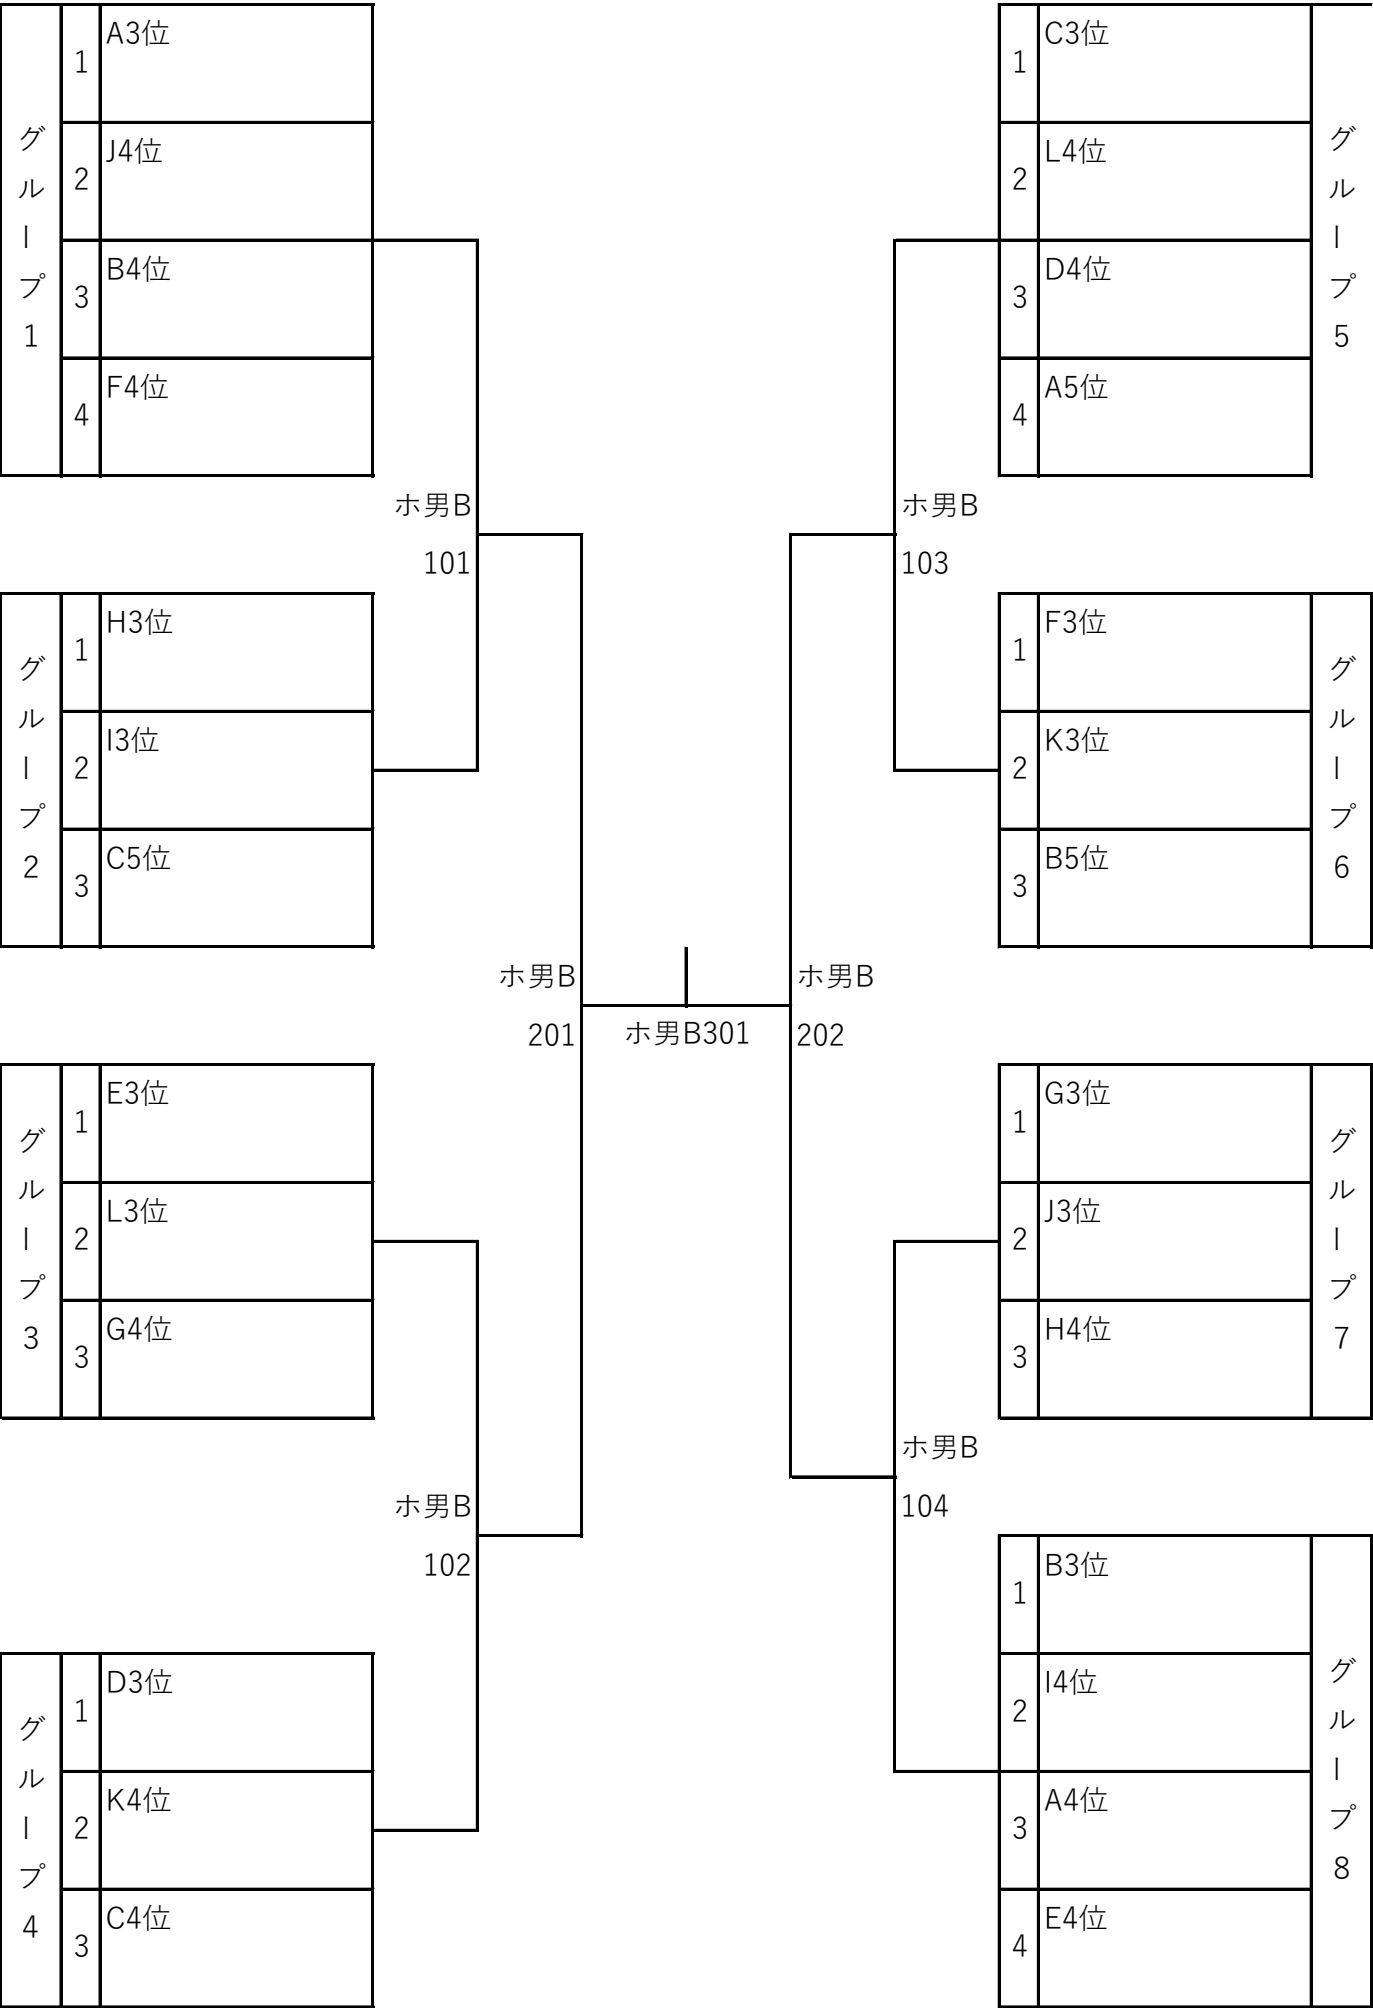 グループ1
1 A3位
2 J4位
3 B4位
4 F4位
ホ男B
101
グループ2
1 H3位
2 I3位
3 C5位
ホ男B
201
グループ3
1 E3位
2 L3位
3 G4位
ホ男B
102
グループ4
1 D3位
2 K4位
3 C4位
ホ男B301
1 C3位
2 L4位
3 D4位
4 A5位
グループ5
ホ男B
103
1 F3位
2 K3位
3 B5位
グループ6
ホ男B
202
1 G3位
2 J3位
3 H4位
グループ7
ホ男B
104
1 B3位
2 I4位
3 A4位
4 E4位
グループ8